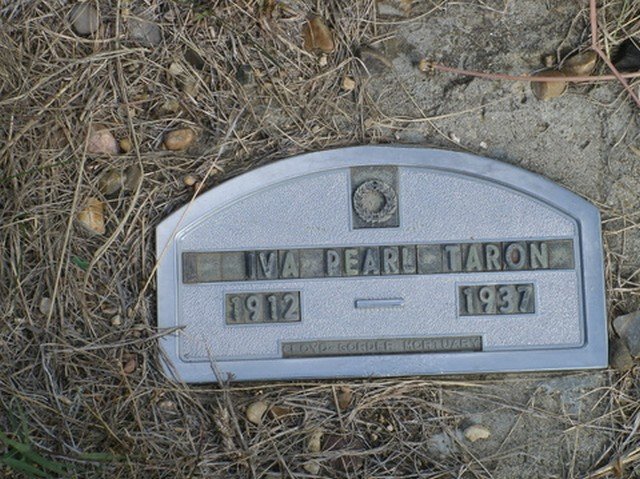 IVA PEARL TARON
1912 - 1937
MORTUARY